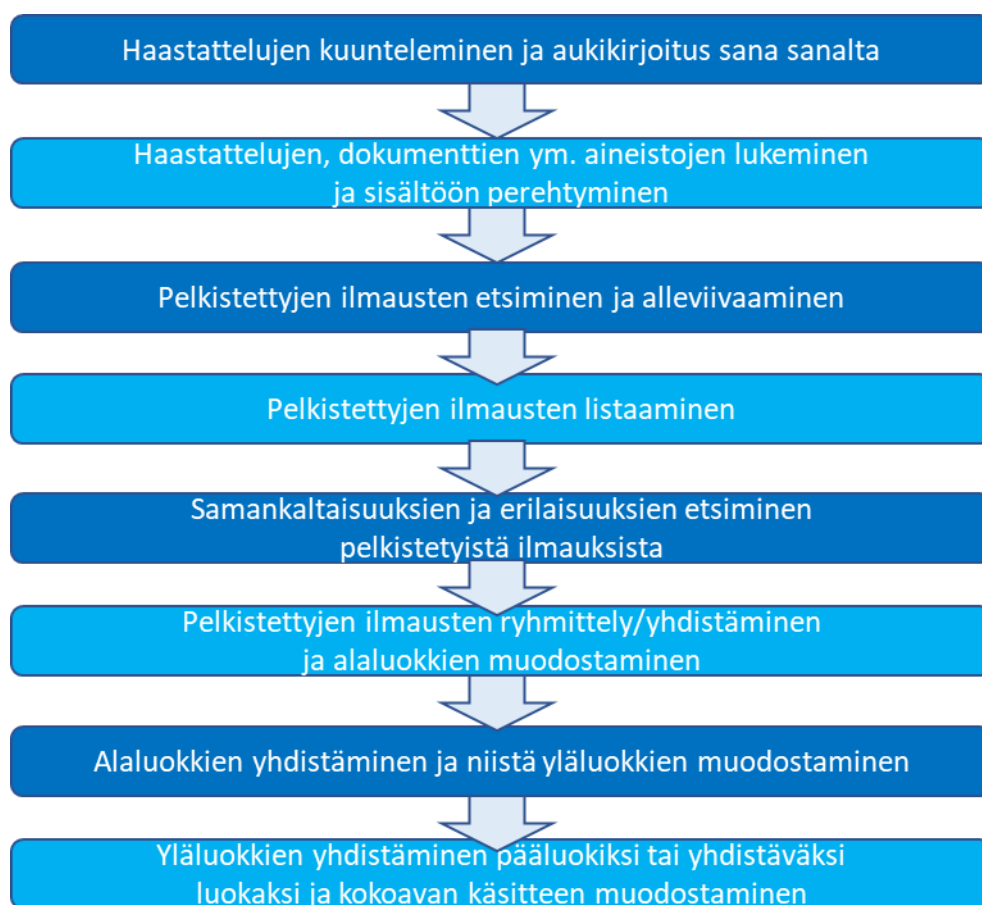 Haastattelujen kuunteleminen ja aukikirjoitus sana sanalta
Haastattelujen, dokumenttien ym. aineistojen lukeminen
ja sisältöön perehtyminen
Pelkistettyjen ilmausten etsiminen ja alleviivaaminen
Pelkistettyjen ilmausten listaaminen
Samankaltaisuuksien ja erilaisuuksien etsiminen
pelkistetyistä ilmauksista
Pelkistettyjen ilmausten ryhmittely/yhdistäminen
ja alaluokkien muodostaminen
Alaluokkien yhdistäminen ja niistä yläluokkien muodostaminen
Yläluokkien yhdistäminen pääluokiksi tai yhdistäväksi
luokaksi ja kokoavan käsitteen muodostaminen